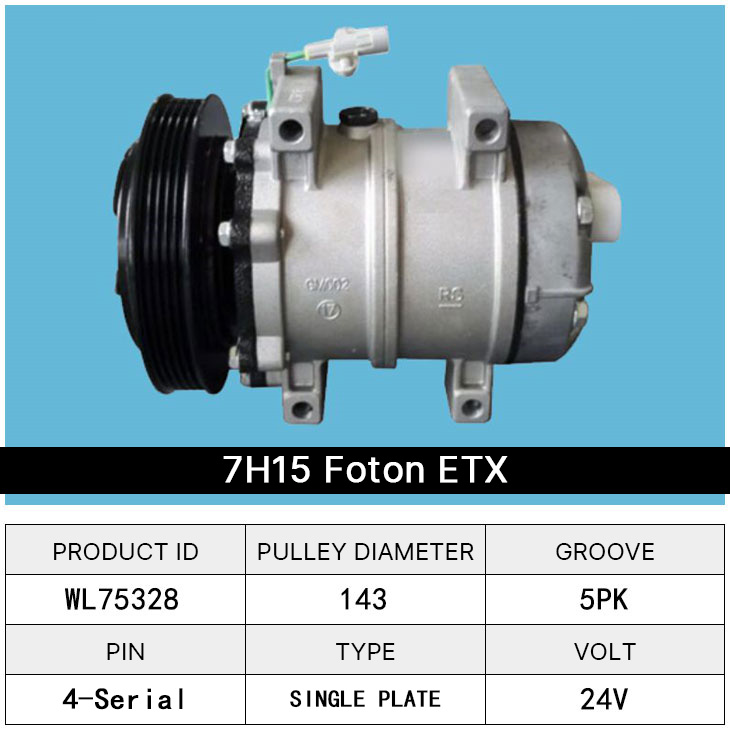 GM002
17
RS
7H15 Foton ETX
PRODUCT ID PULLEY DIAMETER GROOVE
WL75328 143 5PK
PIN TYPE VOLT
4-Serial SINGLE PLATE 24V